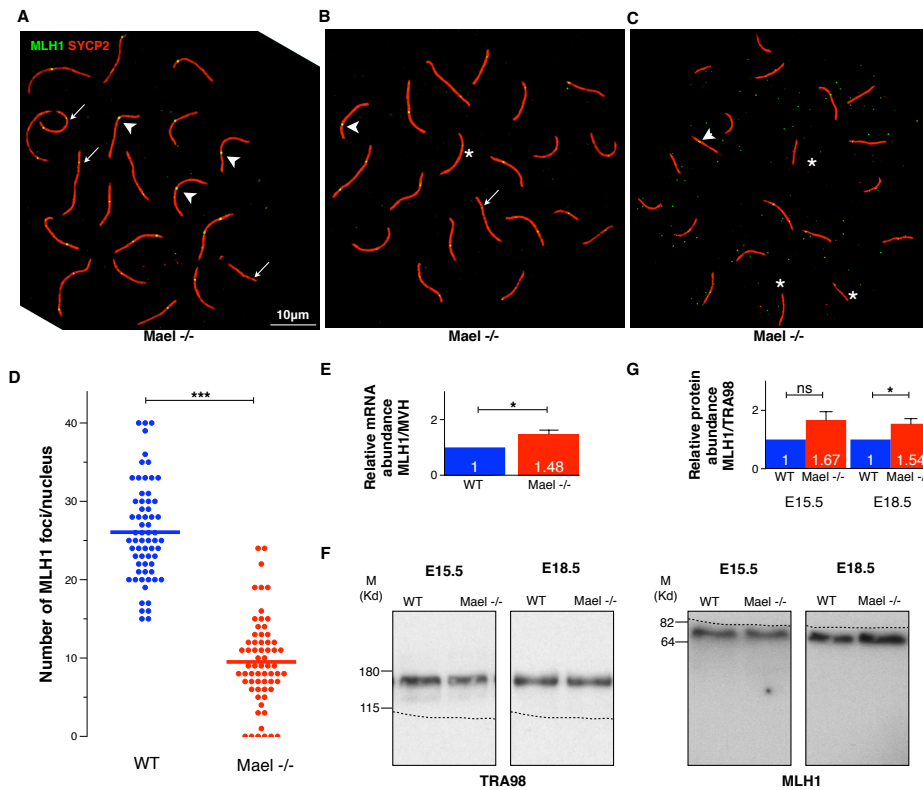 A
B
C
MLH1 SYCP2
*
*
*
*
10µm
Mael -/-
Mael -/-
Mael -/-
D
***
Number of MLH1 foci/nucleus
40
30
20
10
0
WT
Mael -/-
E
Relative mRNA
abundance
MLH1/MVH
2
0
*
1
1.48
WT
Mael -/-
G
Relative protein
abundance
MLH1/TRA98
2
0
ns
*
1
1.67
1
1.54
WT Mael -/-
WT Mael -/-
E15.5
E18.5
F
E15.5
E18.5
M
(Kd)
WT
Mael -/-
WT
Mael -/-
180
115
TRA98
E15.5
E18.5
M
(Kd)
WT
Mael -/-
WT
Mael -/-
82
64
MLH1